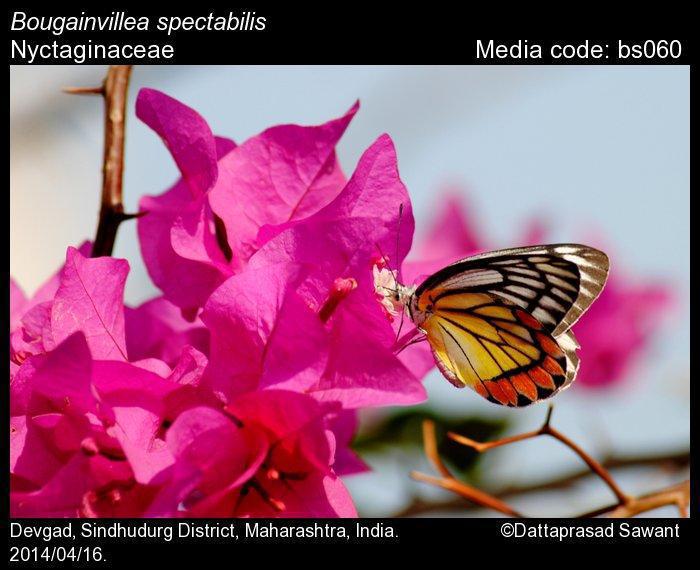 Bougainvillea spectabilis
Nyctaginaceae Media code: bs060
Devgad, Sindhudurg District, Maharashtra, India. ©Dattaprasad Sawant
2014/04/16.